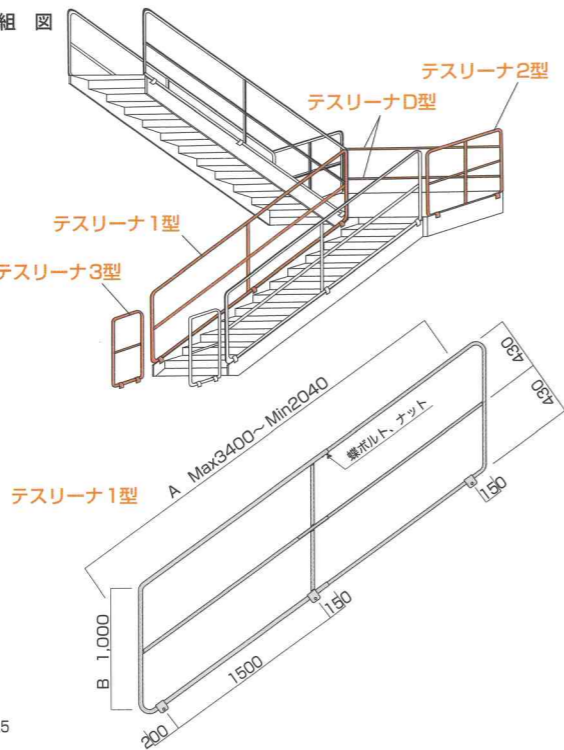 組 図
テスリーナ2型
テスリーナD型
テスリーナ1型
テスリーナ3型
テスリーナ1型
A Max3400～Min2040
蝶ボルト、ナット
430
430
150
150
1500
200
B 1,000
5